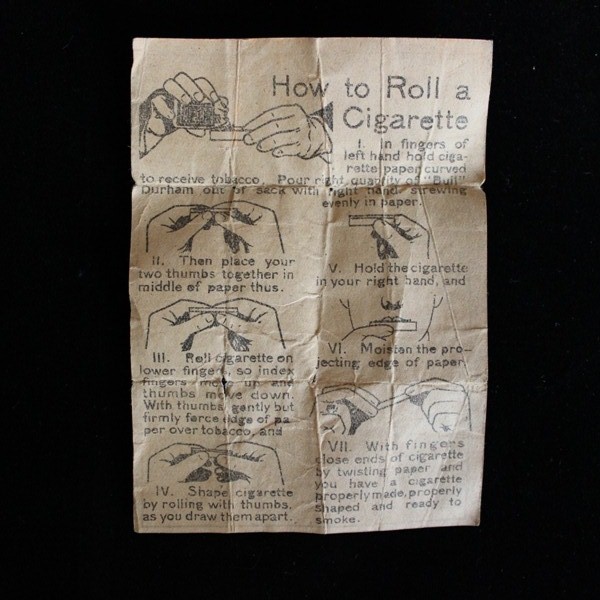 How to Roll a
Cigarette
I. In fingers of
left hand hold ciga-
rette paper curved
to receive tobacco. Pour right quantity of "Bull"
Durham out of sack with right hand strewing
evenly in paper.
II. Then place your
two thumbs together in
middle of paper thus.
III. Roll cigarette on
lower fingers, so index
fingers move up and
thumbs move down.
With thumbs gently but
firmly force edge of pa
per over tobacco, and
IV. Shape cigarette
by rolling with thumbs,
as you draw them apart.
V. Hold the cigarette
in your right hand, and
VI. Moisten the pro-
jecting edge of paper
VII. With fingers
close ends of cigarette
by twisting paper and
you have a cigarette
properly made, properly
shaped and ready to
smoke.